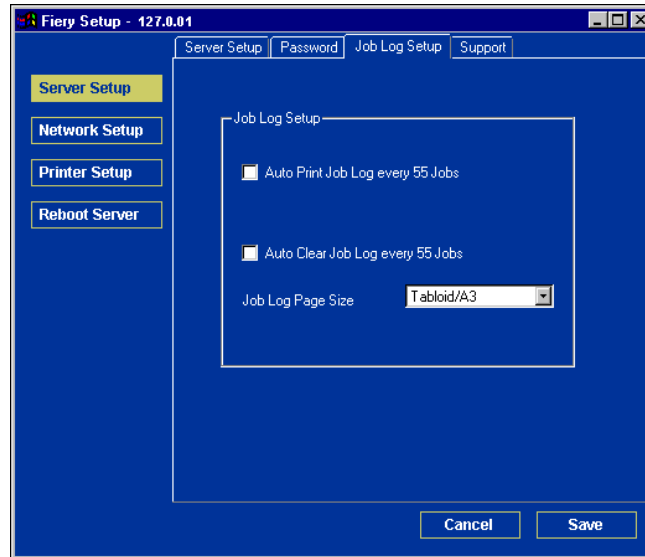 Fiery Setup - 127.0.01
Server Setup Password Job Log Setup Support
Server Setup
Network Setup
Printer Setup
Reboot Server
Job Log Setup
Auto Print Job Log every 55 Jobs
Auto Clear Job Log every 55 Jobs
Job Log Page Size Tabloid/A3
Cancel Save